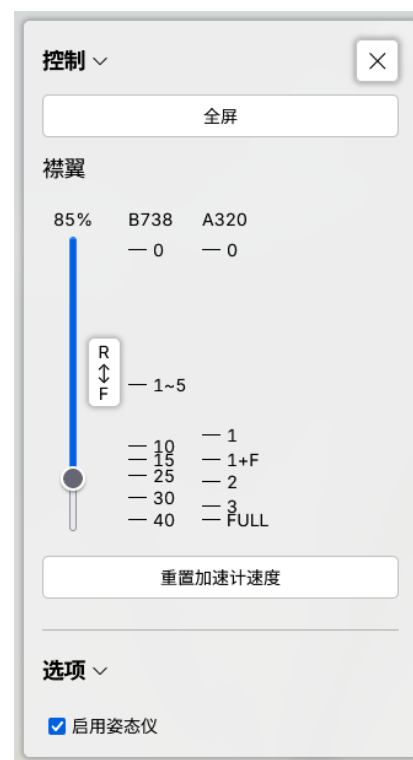 控制
全屏
襟翼
85% B738 A320
— 0 — 0
R
↕
F
— 1~5
— 1
— 10
— 15 — 1+F
— 25 — 2
— 30 — 3
— 40 — FULL
重置加速计速度
选项
启用姿态仪